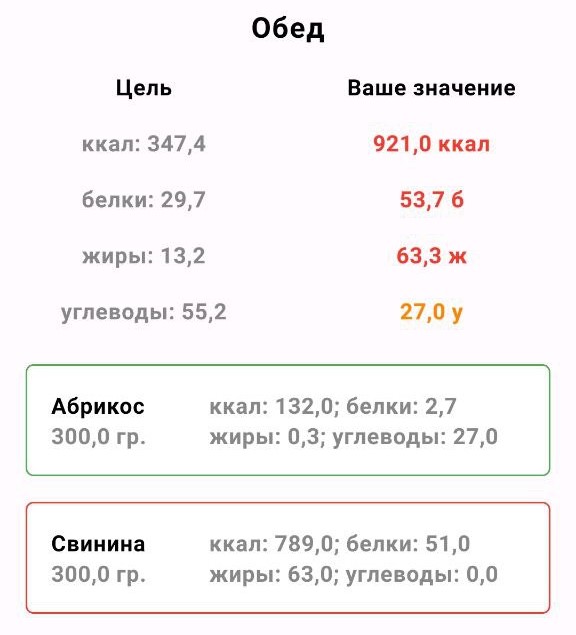 Обед
Цель Ваше значение
ккал: 347,4 921,0 ккал
белки: 29,7 53,7 б
жиры: 13,2 63,3 ж
углеводы: 55,2 27,0 у
Абрикос ккал: 132,0; белки: 2,7
300,0 гр. жиры: 0,3; углеводы: 27,0
Свинина ккал: 789,0; белки: 51,0
300,0 гр. жиры: 63,0; углеводы: 0,0